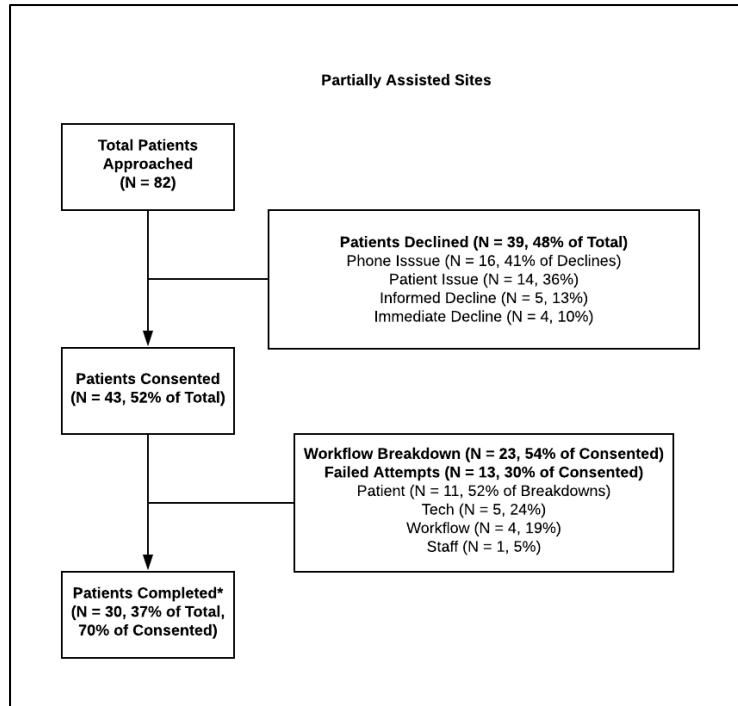 Partially Assisted Sites
Total Patients
Approached
(N = 82)
Patients Declined (N = 39, 48% of Total)
Phone Isssue (N = 16, 41% of Declines)
Patient Issue (N = 14, 36%)
Informed Decline (N = 5, 13%)
Immediate Decline (N = 4, 10%)
Patients Consented
(N = 43, 52% of Total)
Workflow Breakdown (N = 23, 54% of Consented)
Failed Attempts (N = 13, 30% of Consented)
Patient (N = 11, 52% of Breakdowns)
Tech (N = 5, 24%)
Workflow (N = 4, 19%)
Staff (N = 1, 5%)
Patients Completed*
(N = 30, 37% of Total,
70% of Consented)